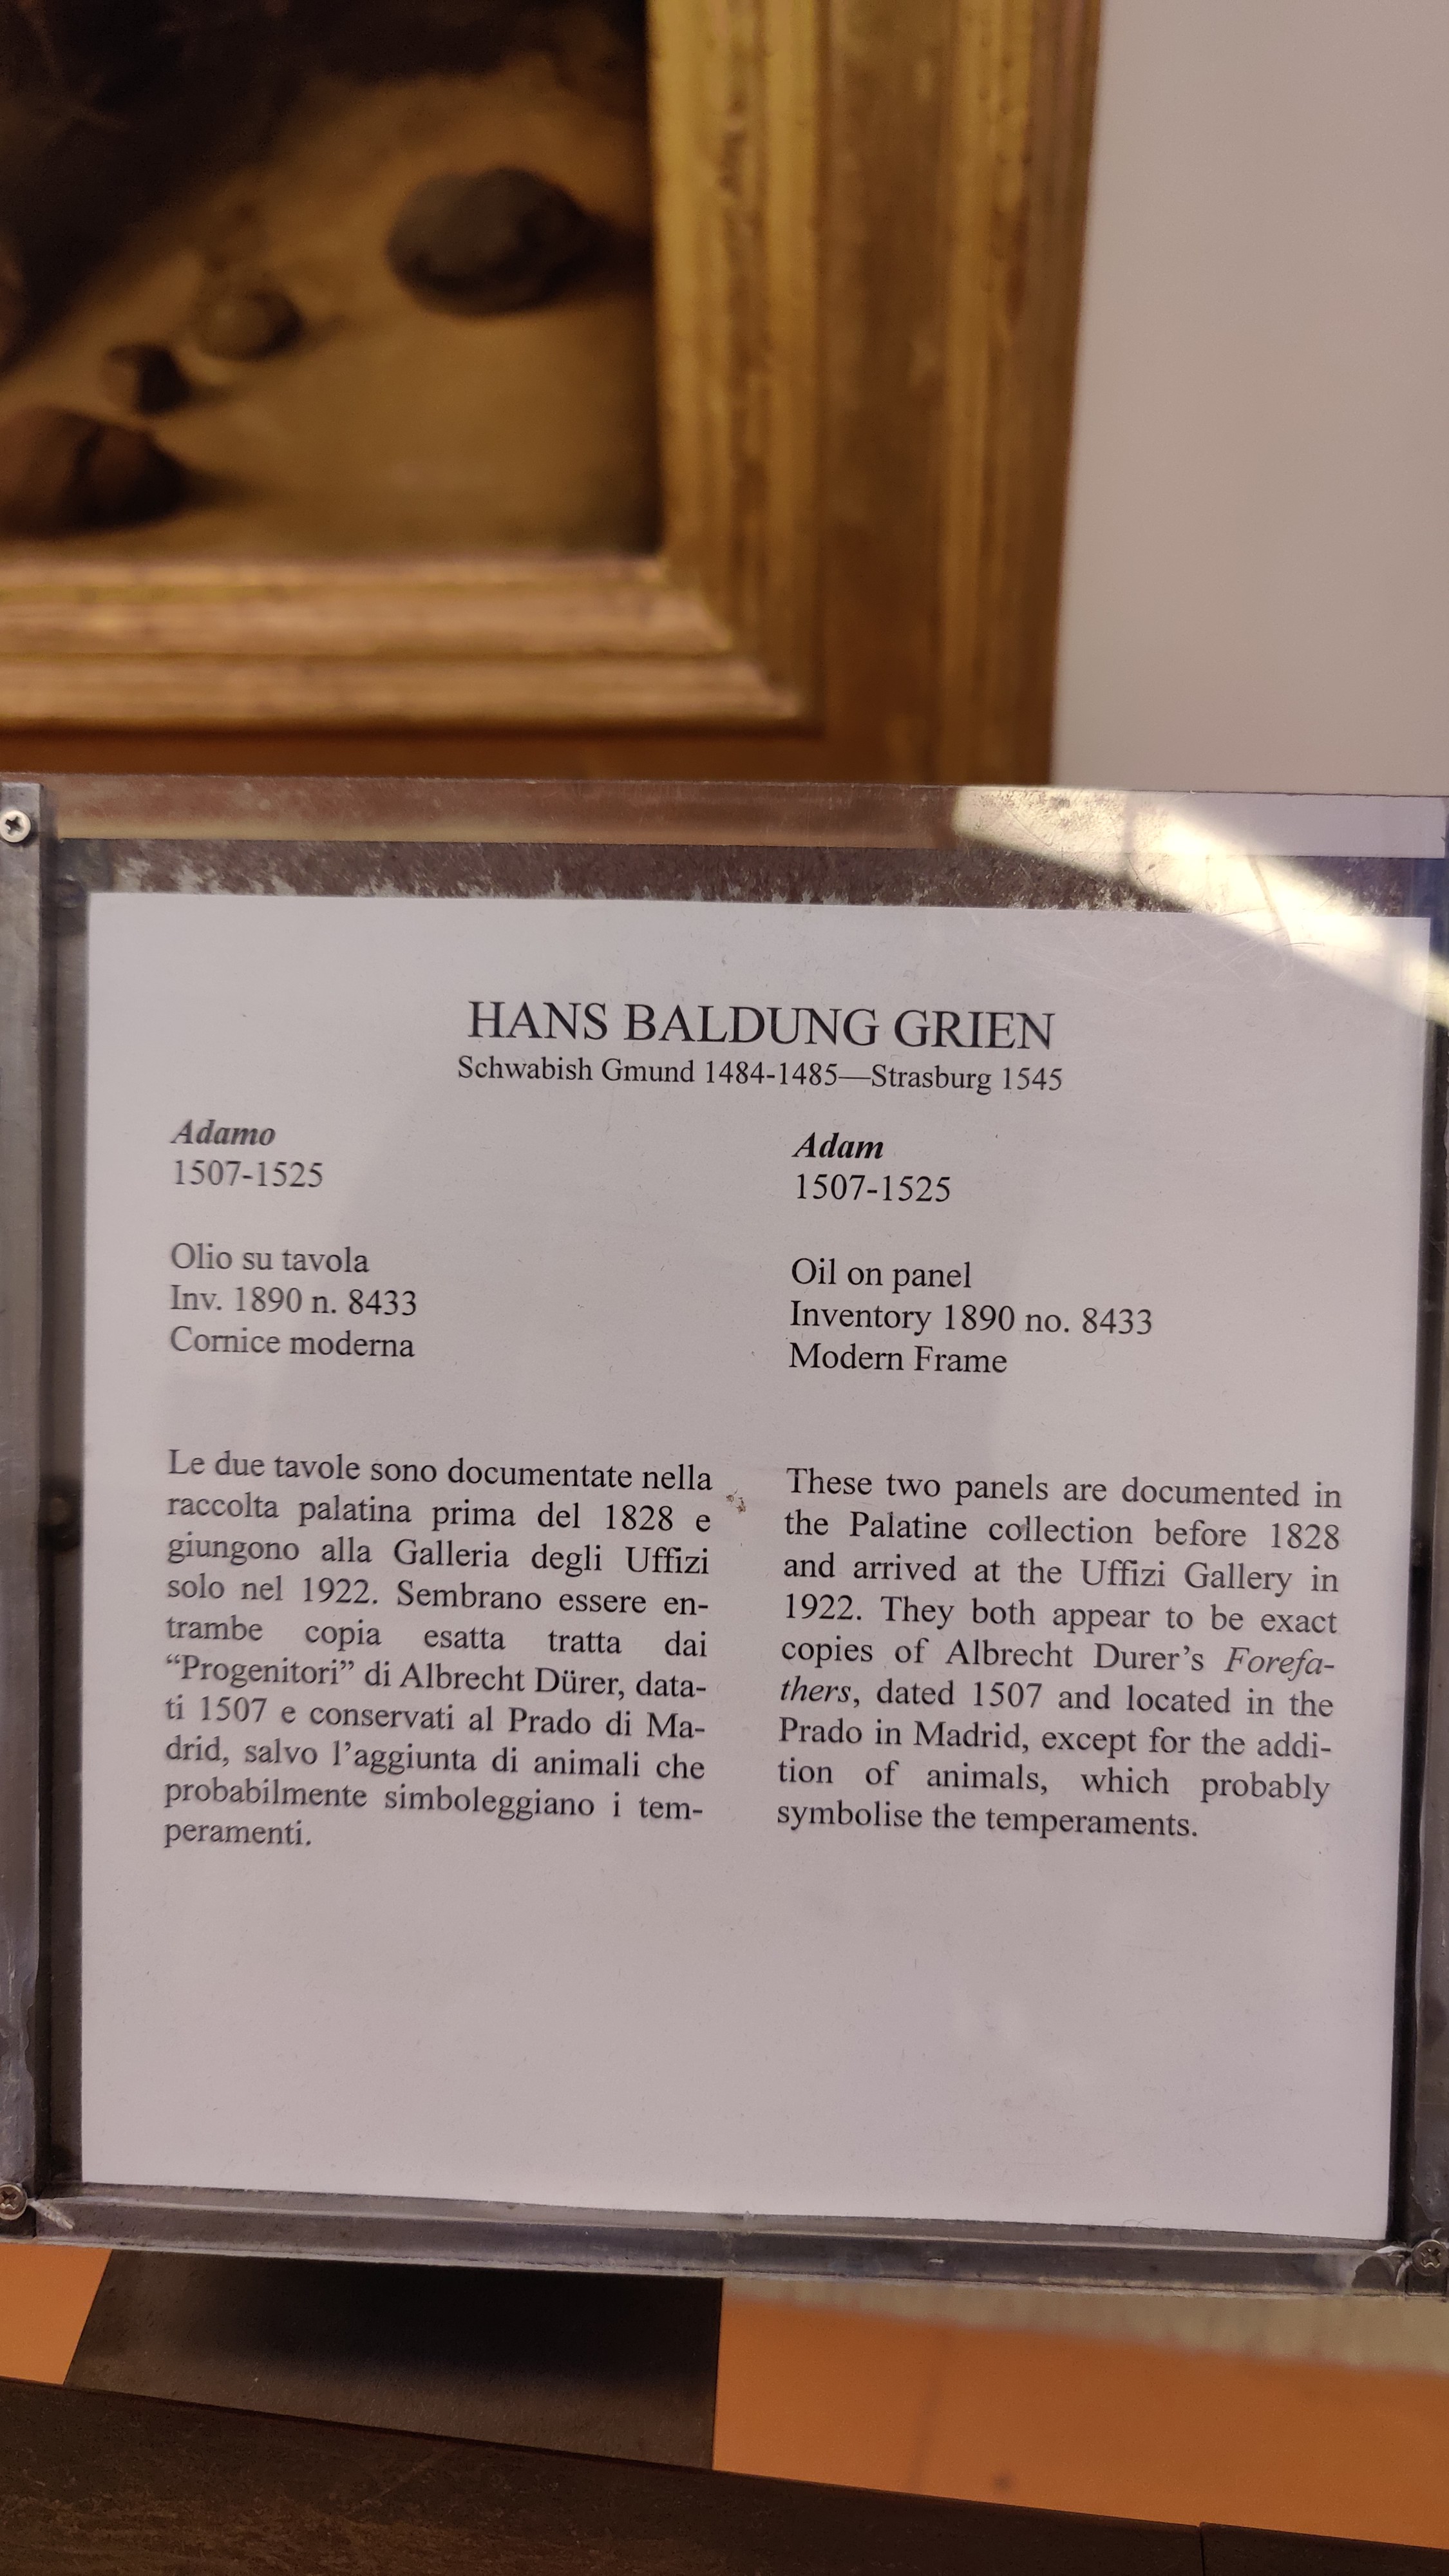 HANS BALDUNG GRIEN
Schwabish Gmund 1484-1485—Strasburg 1545
Adamo
1507-1525
Olio su tavola
Inv. 1890 n. 8433
Cornice moderna
Le due tavole sono documentate nella
raccolta palatina prima del 1828 e
giungono alla Galleria degli Uffizi
solo nel 1922. Sembrano essere en-
trambe copia esatta tratta dai
“Progenitori” di Albrecht Dürer, data-
ti 1507 e conservati al Prado di Ma-
drid, salvo l’aggiunta di animali che
probabilmente simboleggiano i tem-
peramenti.
Adam
1507-1525
Oil on panel
Inventory 1890 no. 8433
Modern Frame
These two panels are documented in
the Palatine collection before 1828
and arrived at the Uffizi Gallery in
1922. They both appear to be exact
copies of Albrecht Durer’s Forefa-
thers, dated 1507 and located in the
Prado in Madrid, except for the addi-
tion of animals, which probably
symbolise the temperaments.